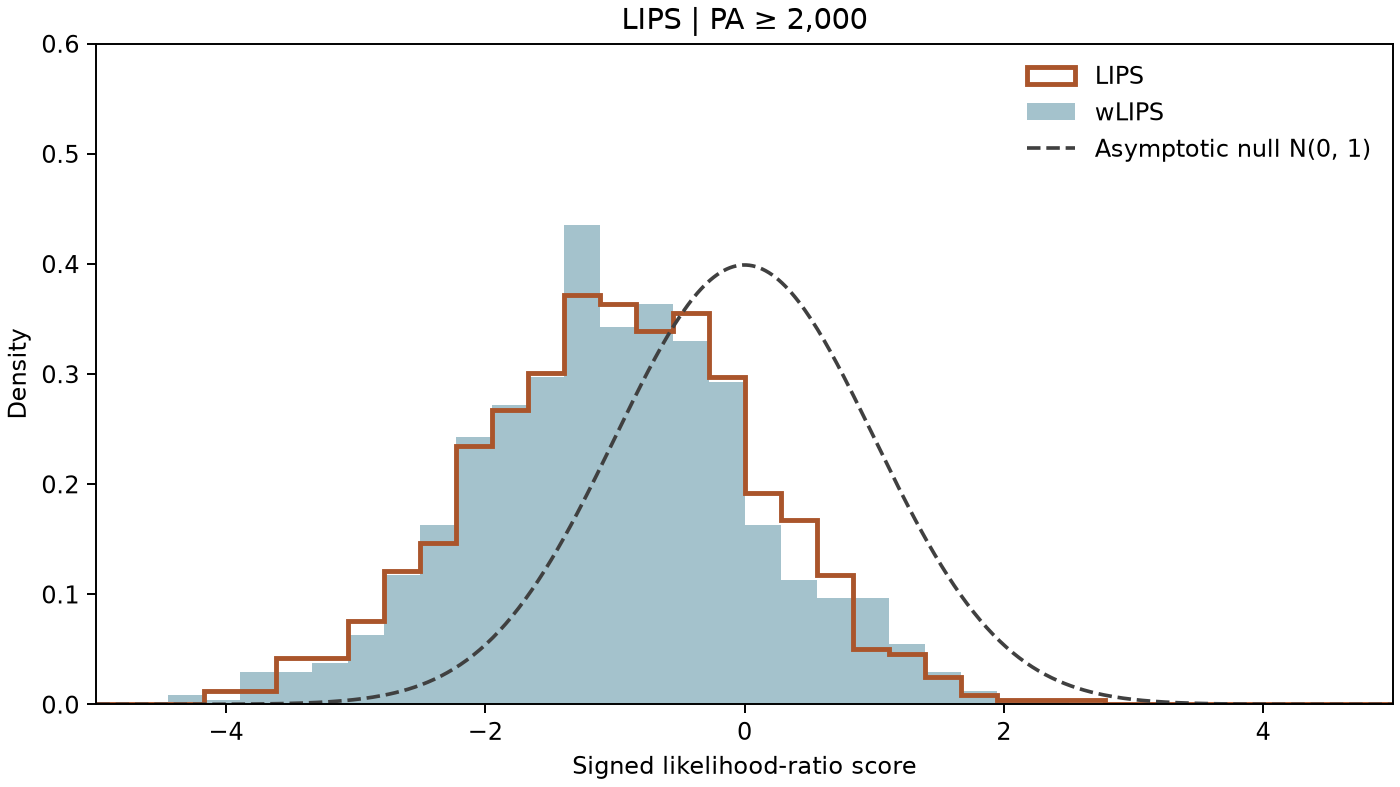 LIPS | PA ≥ 2,000
0.6
0.5
0.4
0.3
0.2
0.1
0.0
Density
LIPS
wLIPS
Asymptotic null N(0, 1)
−4
−2
0
2
4
Signed likelihood-ratio score